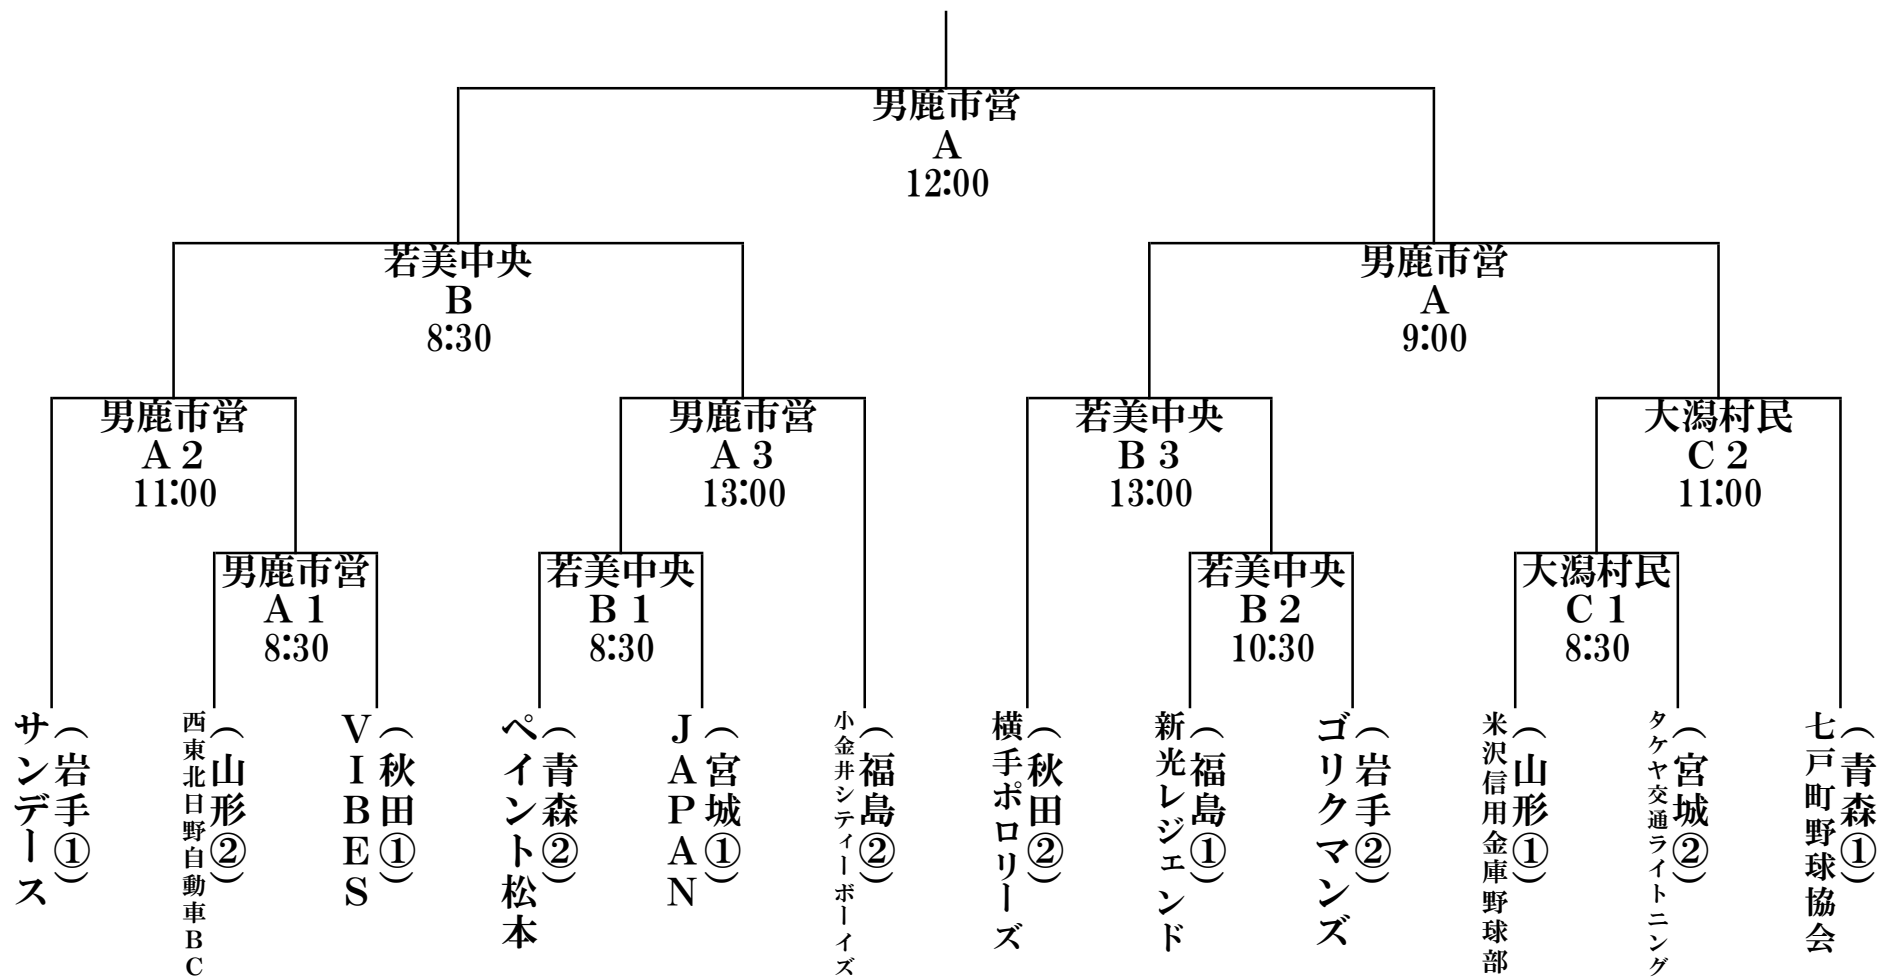 男鹿市営
A
12:00
若美中央
B
8:30
男鹿市営
A
9:00
男鹿市営
A 2
11:00
男鹿市営
A 3
13:00
若美中央
B 3
13:00
大潟村民
C 2
11:00
男鹿市営
A 1
8:30
若美中央
B 1
8:30
若美中央
B 2
10:30
大潟村民
C 1
8:30
サンデース
(岩手①)
西東北日野自動車BC
(山形②)
VIBES
(秋田①)
ペイント松本
(青森②)
JAPAN
(宮城①)
小金井シティーボーイズ
(福島②)
横手ポロリーズ
(秋田②)
新光レジェンド
(福島①)
ゴリクマンズ
(岩手②)
米沢信用金庫野球部
(山形①)
タケヤ交通ライトニング
(宮城②)
七戸町野球協会
(青森①)